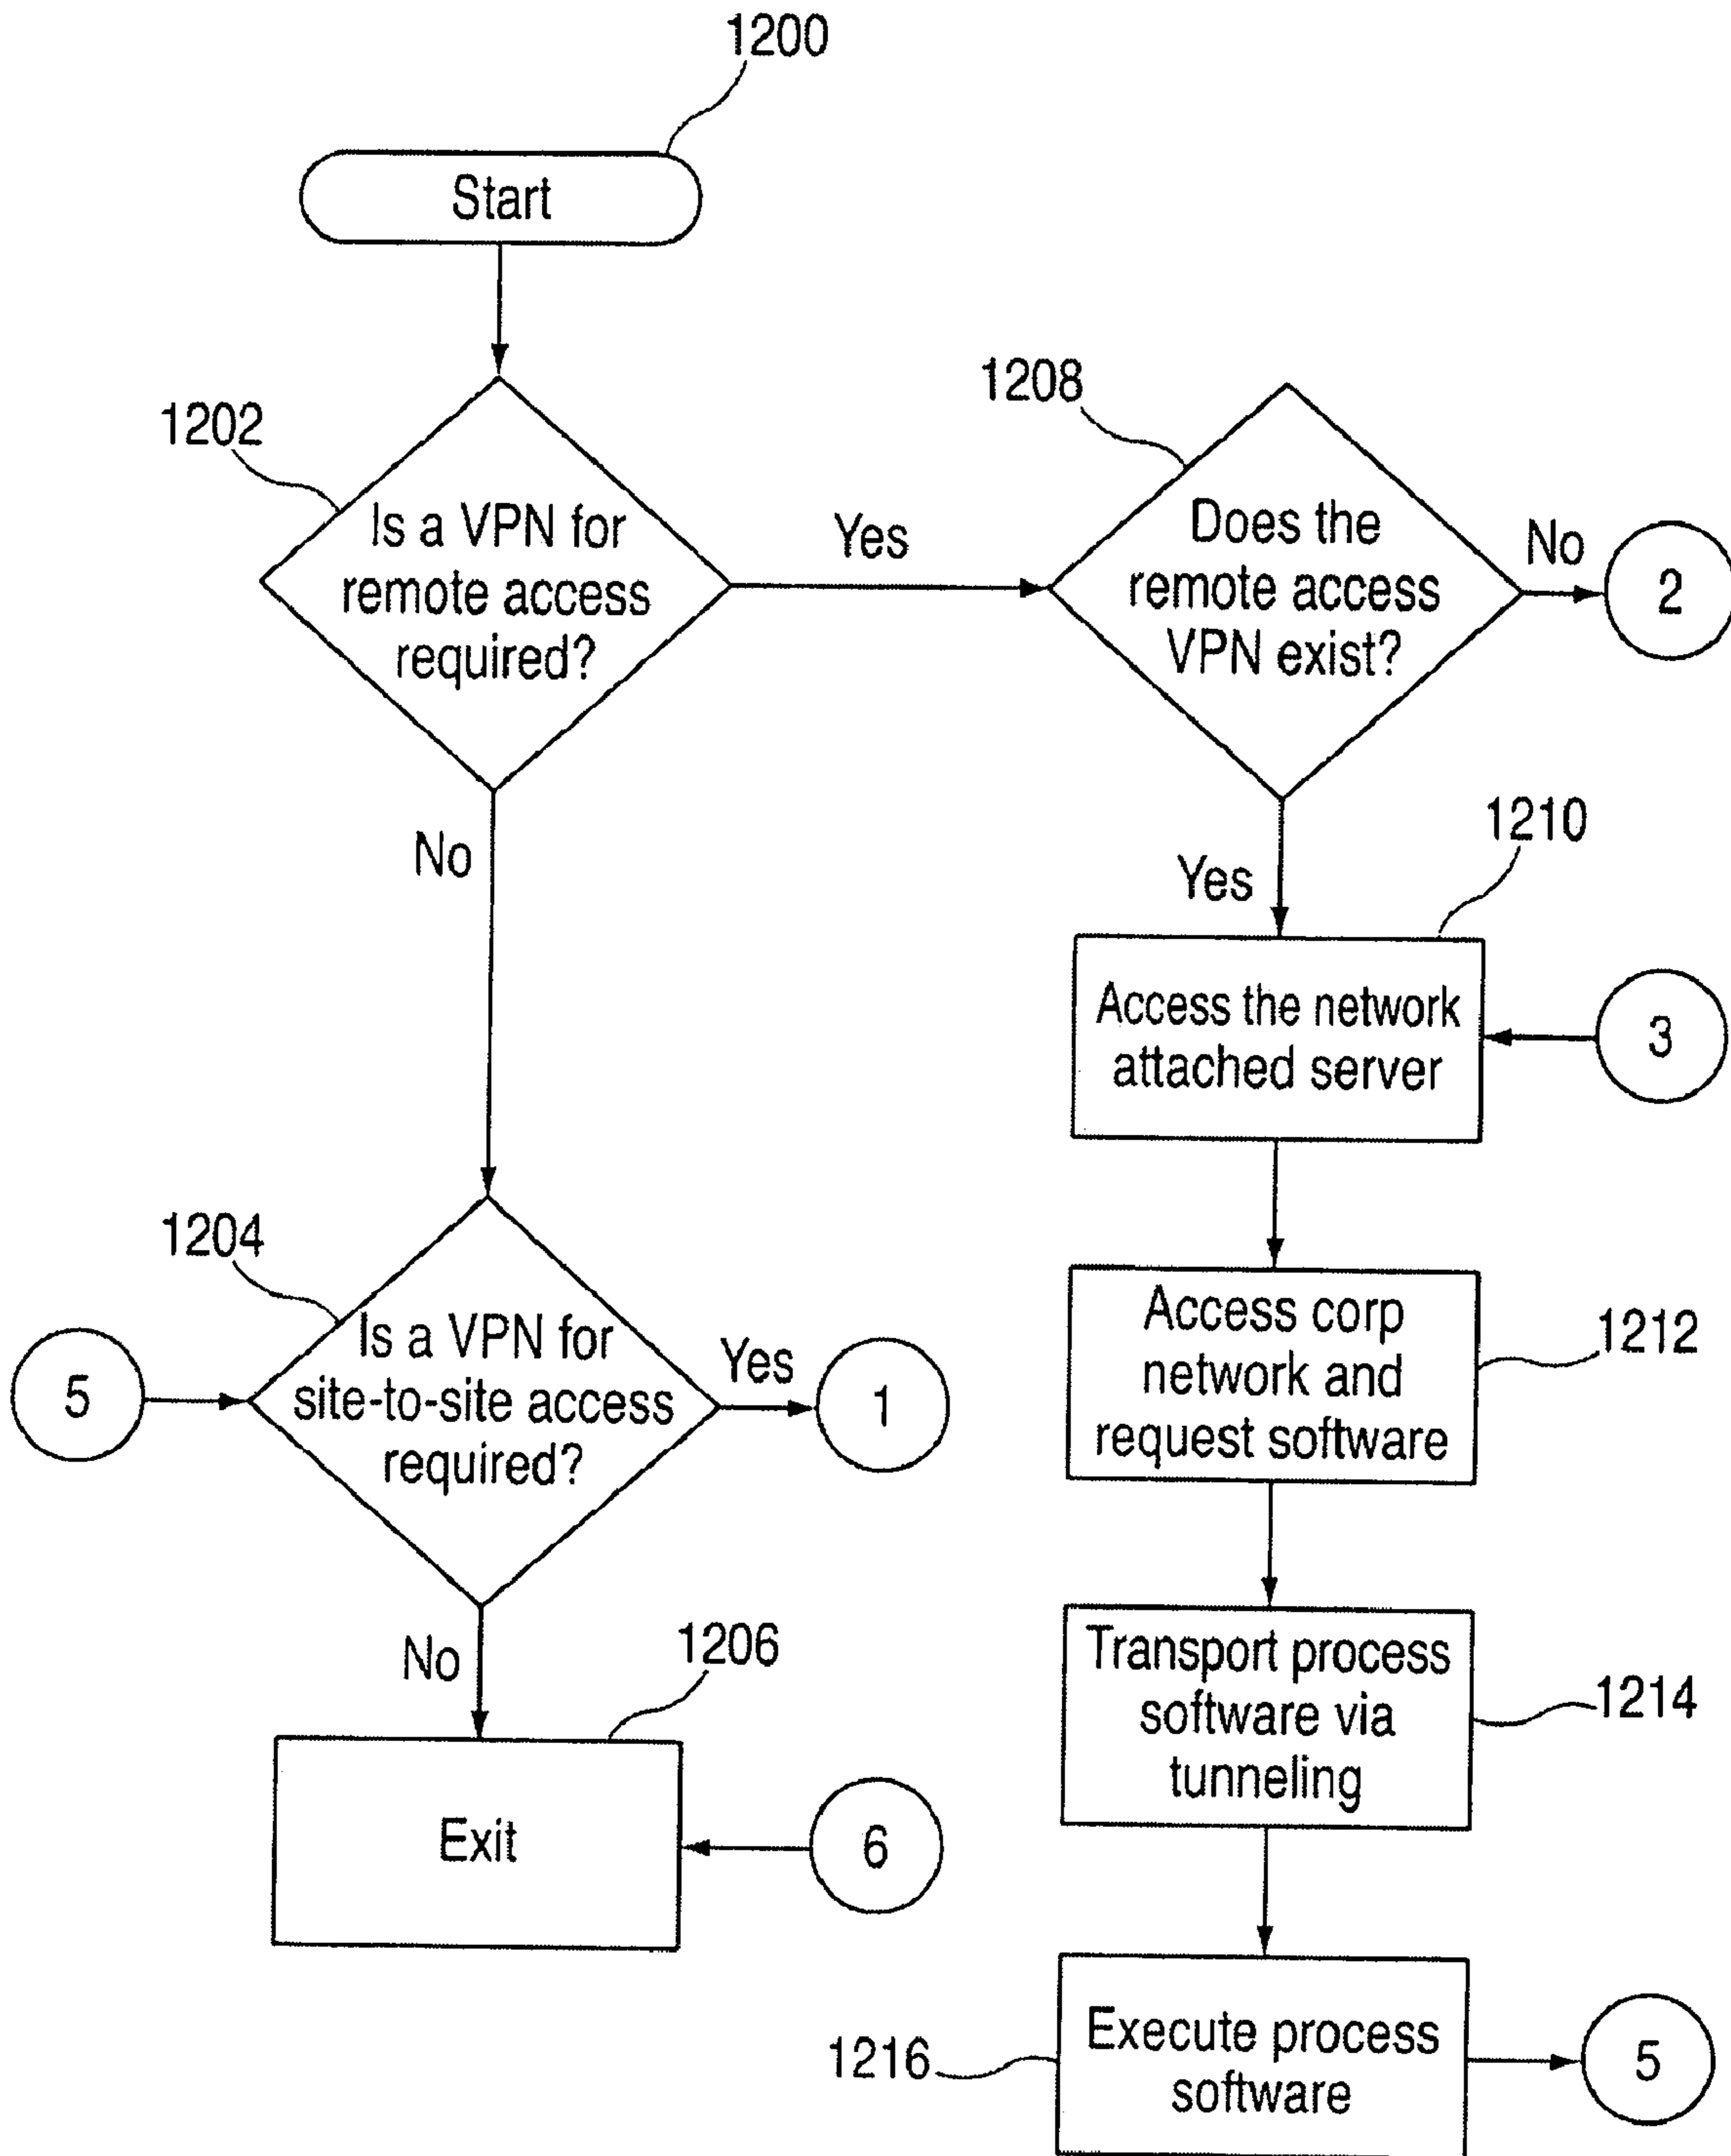 1200
Start
1202
Is a VPN for
remote access
required?
Yes
1208
Does the
remote access
VPN exist?
No
2
No
Yes
1210
Access the network
attached server
3
1204
5
Is a VPN for
site-to-site access
required?
Yes
1
Access corp
network and
request software
1212
No
1206
Exit
6
Transport process
software via
tunneling
1214
1216
Execute process
software
5